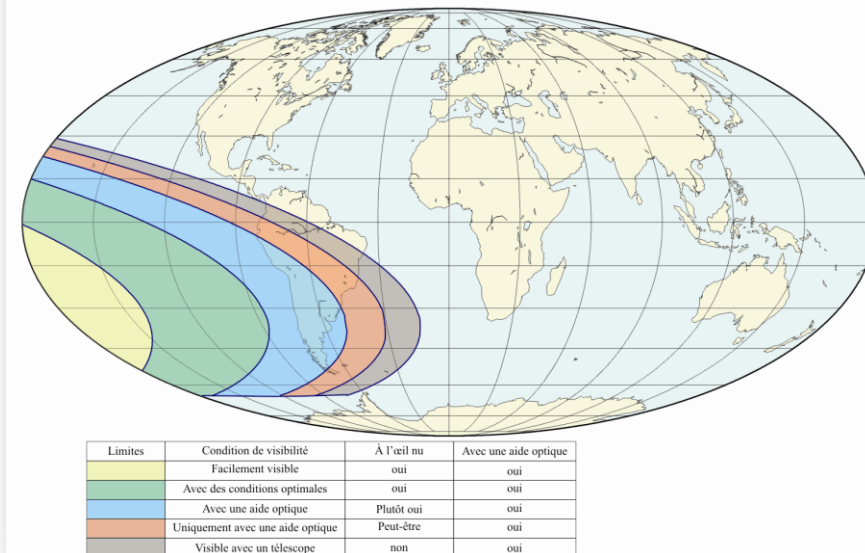 Limites Condition de visibilité À l'œil nu Avec une aide optique
Facilement visible oui oui
Avec des conditions optimales oui oui
Avec une aide optique Plutôt oui oui
Uniquement avec une aide optique Peut-être oui
Visible avec un télescope non oui